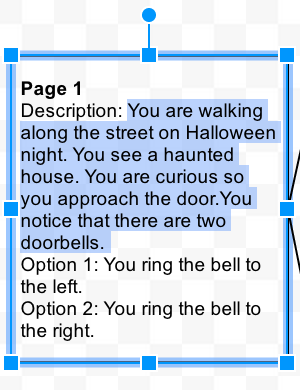 Page 1
Description: You are walking
along the street on Halloween
night. You see a haunted
house. You are curious so
you approach the door.You
notice that there are two
doorbells.
Option 1: You ring the bell to
the left.
Option 2: You ring the bell to
the right.